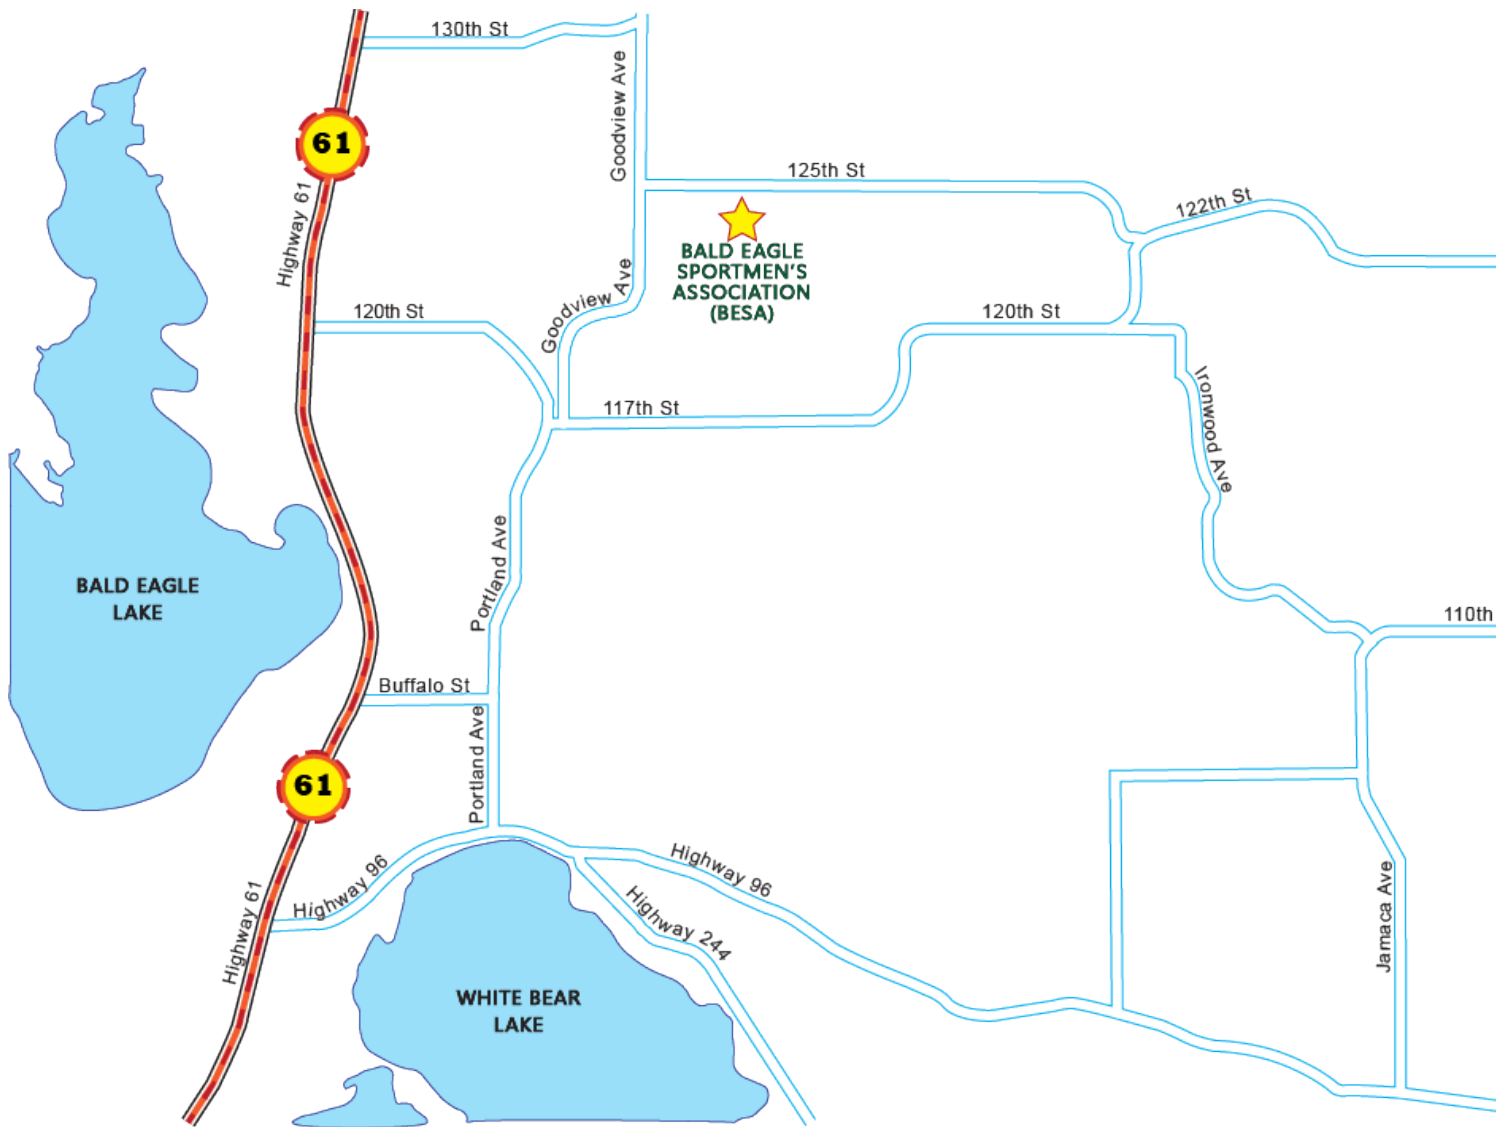 130th St
Goodview Ave
61
125th St
Highway 61
122th St
BALD EAGLE
SPORTMEN'S
ASSOCIATION
(BESA)
Goodview Ave
120th St
120th St
117th St
Ironwood Ave
Portland Ave
BALD EAGLE
LAKE
110th
Buffalo St
Portland Ave
61
Highway 96
Highway 96
Highway 61
Highway 244
Jamaca Ave
WHITE BEAR
LAKE